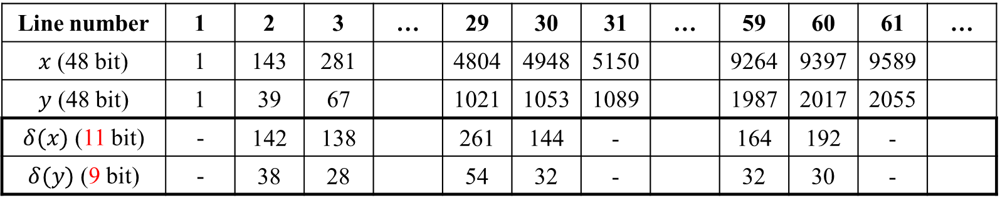 Line number 1 2 3 … 29 30 31 … 59 60 61 …
x (48 bit) 1 143 281 4804 4948 5150 9264 9397 9589
y (48 bit) 1 39 67 1021 1053 1089 1987 2017 2055
δ(x) (11 bit) - 142 138 261 144 - 164 192 -
δ(y) (9 bit) - 38 28 54 32 - 32 30 -